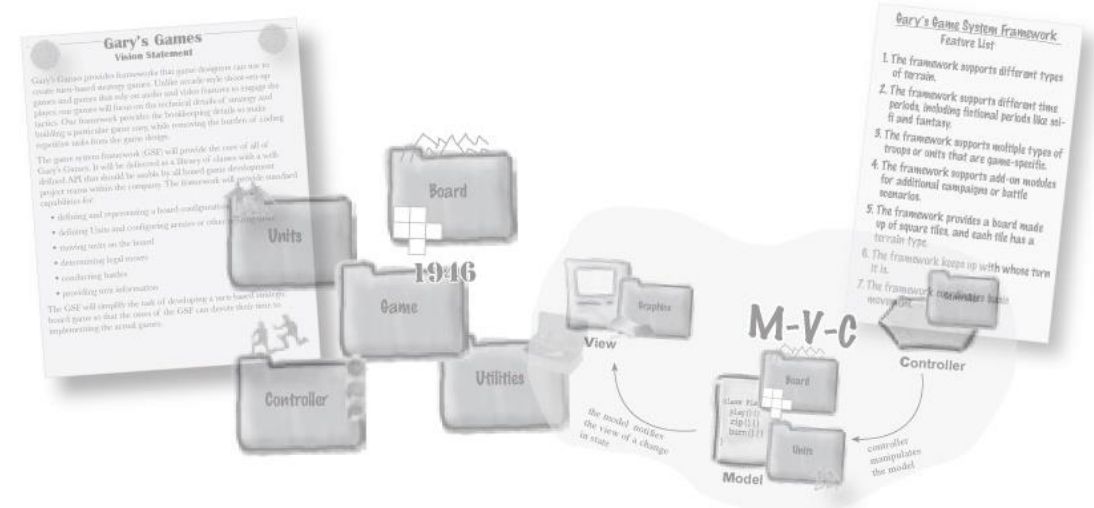 Gary's Games
Vision Statement
Gary's Games provides frameworks that game designers can use to
create turn-based strategy games. Unlike arcade-style shoot-em-up
games and games that rely on audio and video features to engage the
player, our games will focus on the technical details of strategy and
tactics. Our framework provides the bookkeeping details to make
building a particular game easy, while removing the burden of coding
repetitive tasks from the game design.
The game system framework (GSF) will provide the core of all of
Gary's Games. It will be delivered as a library of classes with a well-
defined API that should be usable by all board game development
project teams within the company. The framework will provide standard
capabilities for:
• defining and representing a board configuration
• defining Units and configuring armies or other
• moving units on the board
• determining legal moves
• conducting battles
• providing unit information
The GSF will simplify the task of developing a turn-based strategic
board game so that the users of the GSF can devote their time to
implementing the actual games.
Units
Board
1946
Game
Controller
Utilities
Graphics
View
M-V-C
Controller
Controller
Board
class Pla
play()
rip()
burn()
Units
Model
the model notifies
the view of a change
in state
controller
manipulates
the model
Gary's Game System Framework
Feature List
1. The framework supports different types
of terrain.
2. The framework supports different time
periods, including fictional periods like sci-
fi and fantasy.
3. The framework supports multiple types of
troops or units that are game-specific.
4. The framework supports add-on modules
for additional campaigns or battle
scenarios.
5. The framework provides a board made
up of square tiles, and each tile has a
terrain type.
6. The framework keeps up with whose turn
it is.
7. The framework coordinates basic
movement.